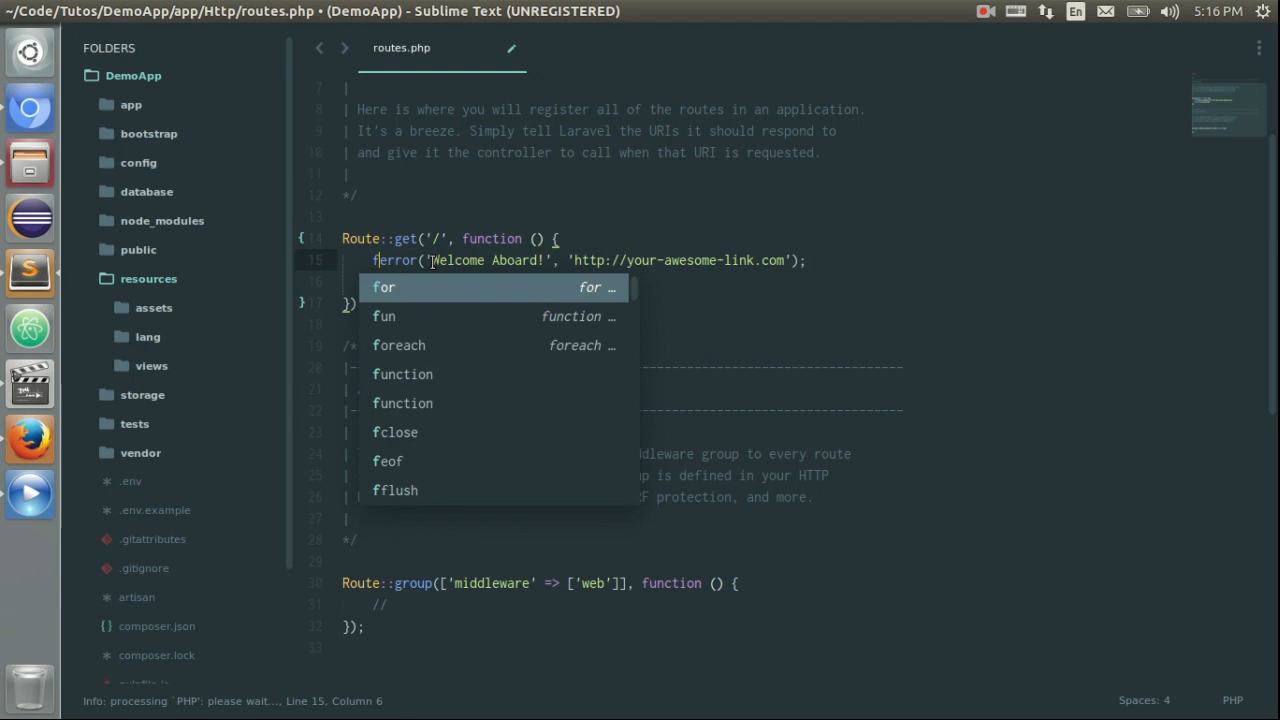 ~/Code/Tutos/DemoApp/app/Http/routes.php • (DemoApp) - Sublime Text (UNREGISTERED)
En
5:16 PM
FOLDERS
DemoApp
app
bootstrap
config
database
node_modules
public
resources
assets
lang
views
storage
tests
vendor
.env
.env.example
.gitattributes
.gitignore
artisan
composer.json
composer.lock
routes.php
7 |
8 | Here is where you will register all of the routes in an application.
9 | It's a breeze. Simply tell Laravel the URIs it should respond to
10 | and give it the controller to call when that URI is requested.
11 |
12 */
13
14 Route::get('/', function () {
15 ferror('Welcome Aboard!', 'http://your-awesome-link.com');
16
17 })
18
19 /*
20 |--
21 |
22 |--
23 |
24 | ddleware group to every route
25 | p is defined in your HTTP
26 | RF protection, and more.
27 |
28 */
29
30 Route::group(['middleware' => ['web']], function () {
31 //
32 });
33
for for …
fun function …
foreach foreach …
function
function
fclose
feof
fflush
Info: processing `PHP': please wait..., Line 15, Column 6
Spaces: 4
PHP